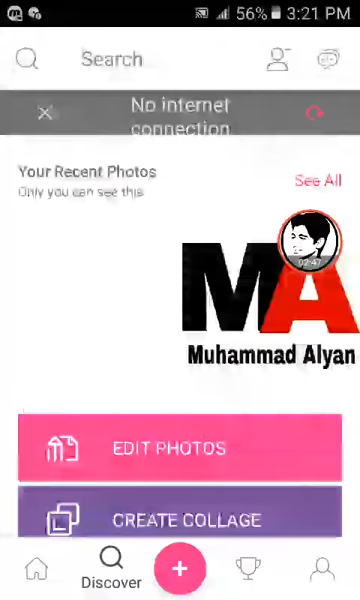 56% 3:21 PM
Search
No internet
connection
Your Recent Photos
Only you can see this
See All
02:47
MA
Muhammad Alyan
EDIT PHOTOS
CREATE COLLAGE
Discover